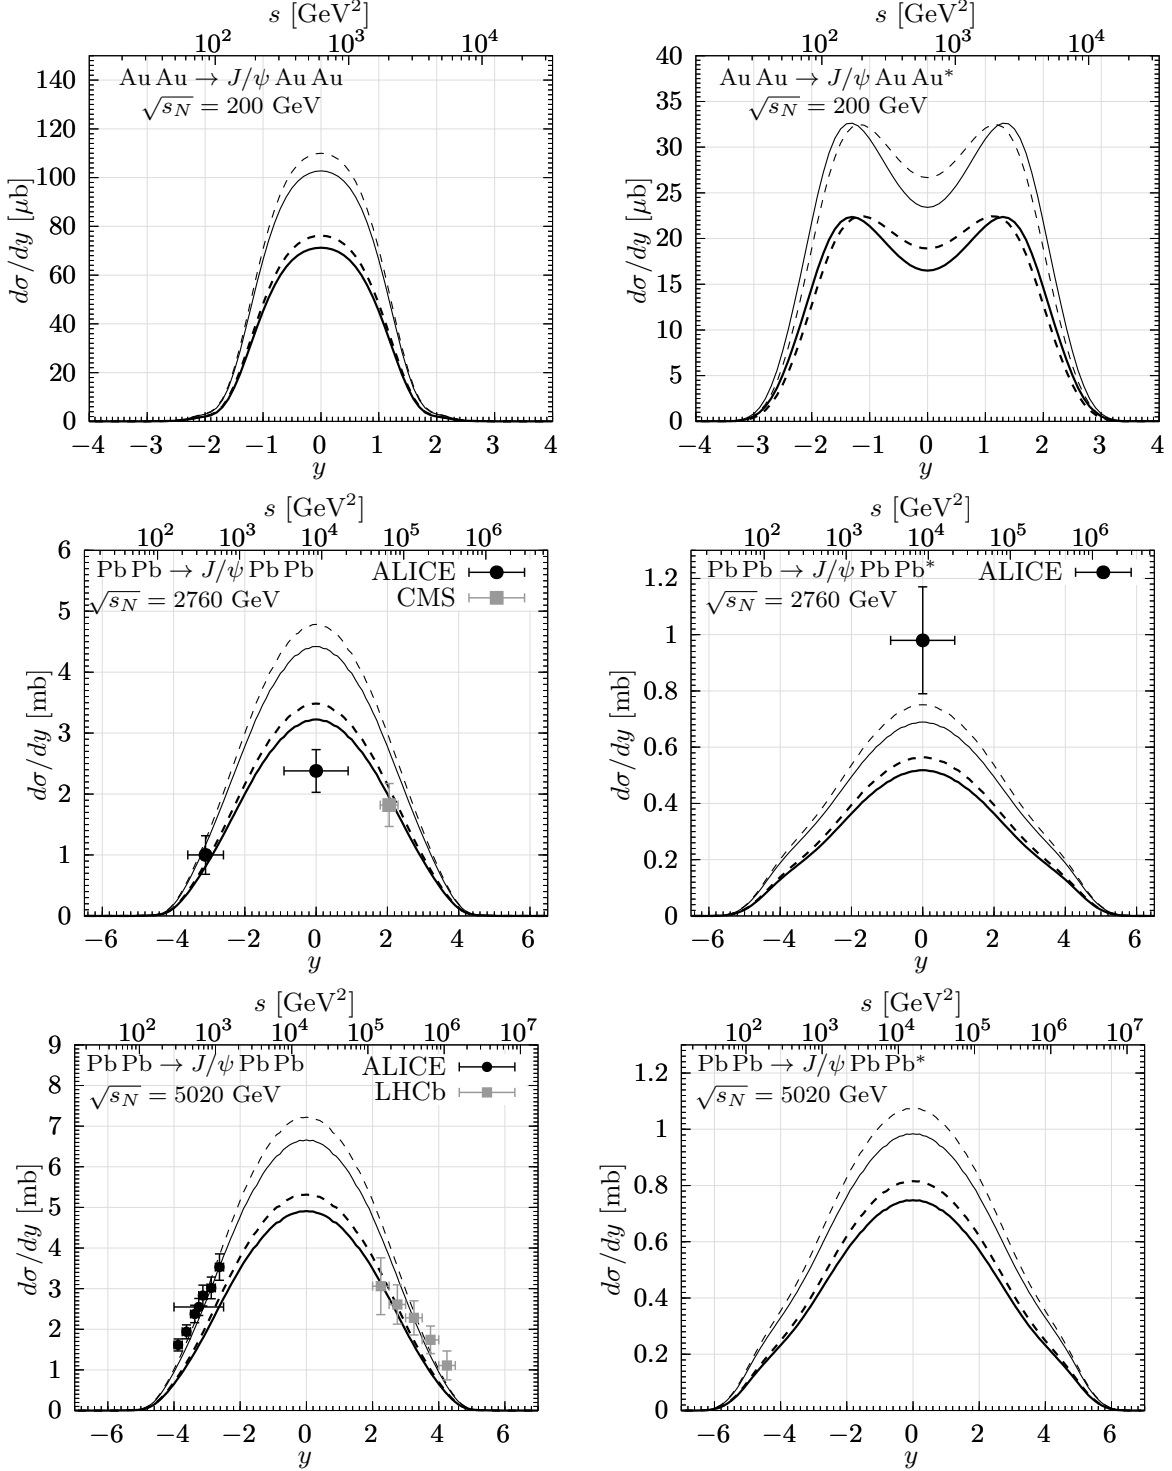 s [GeV²]
10² 10³ 10⁴
Au Au → J/ψ Au Au
√s_N = 200 GeV
dσ/dy [μb]
140
120
100
80
60
40
20
0
−4 −3 −2 −1 0 1 2 3 4
y
s [GeV²]
10² 10³ 10⁴
Au Au → J/ψ Au Au*
√s_N = 200 GeV
dσ/dy [μb]
40
35
30
25
20
15
10
5
0
−4 −3 −2 −1 0 1 2 3 4
y
s [GeV²]
10² 10³ 10⁴ 10⁵ 10⁶
Pb Pb → J/ψ Pb Pb
√s_N = 2760 GeV
ALICE
CMS
dσ/dy [mb]
6
5
4
3
2
1
0
−6 −4 −2 0 2 4 6
y
s [GeV²]
10² 10³ 10⁴ 10⁵ 10⁶
Pb Pb → J/ψ Pb Pb*
√s_N = 2760 GeV
ALICE
dσ/dy [mb]
1.2
1
0.8
0.6
0.4
0.2
0
−6 −4 −2 0 2 4 6
y
s [GeV²]
10² 10³ 10⁴ 10⁵ 10⁶ 10⁷
Pb Pb → J/ψ Pb Pb
√s_N = 5020 GeV
ALICE
LHCb
dσ/dy [mb]
9
8
7
6
5
4
3
2
1
0
−6 −4 −2 0 2 4 6
y
s [GeV²]
10² 10³ 10⁴ 10⁵ 10⁶ 10⁷
Pb Pb → J/ψ Pb Pb*
√s_N = 5020 GeV
dσ/dy [mb]
1.2
1
0.8
0.6
0.4
0.2
0
−6 −4 −2 0 2 4 6
y